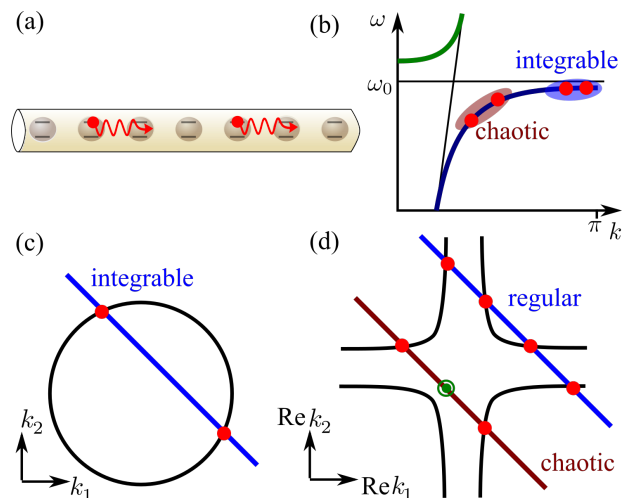 (a)
(b)
ω
integrable
ω₀
chaotic
π
k
(c)
(d)
integrable
regular
k₂
k₁
Re k₂
Re k₁
chaotic